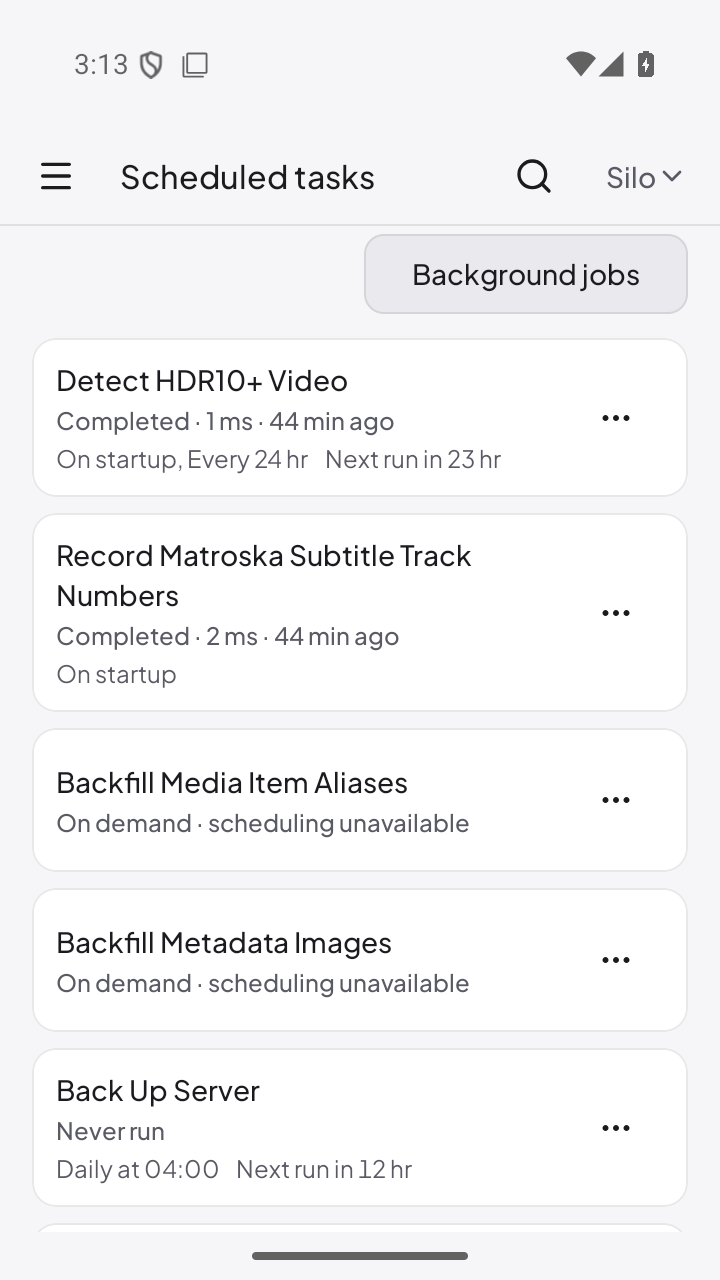 3:13
Scheduled tasks
Silo
Background jobs
Detect HDR10+ Video
Completed · 1 ms · 44 min ago
On startup, Every 24 hr Next run in 23 hr
Record Matroska Subtitle Track
Numbers
Completed · 2 ms · 44 min ago
On startup
Backfill Media Item Aliases
On demand · scheduling unavailable
Backfill Metadata Images
On demand · scheduling unavailable
Back Up Server
Never run
Daily at 04:00 Next run in 12 hr